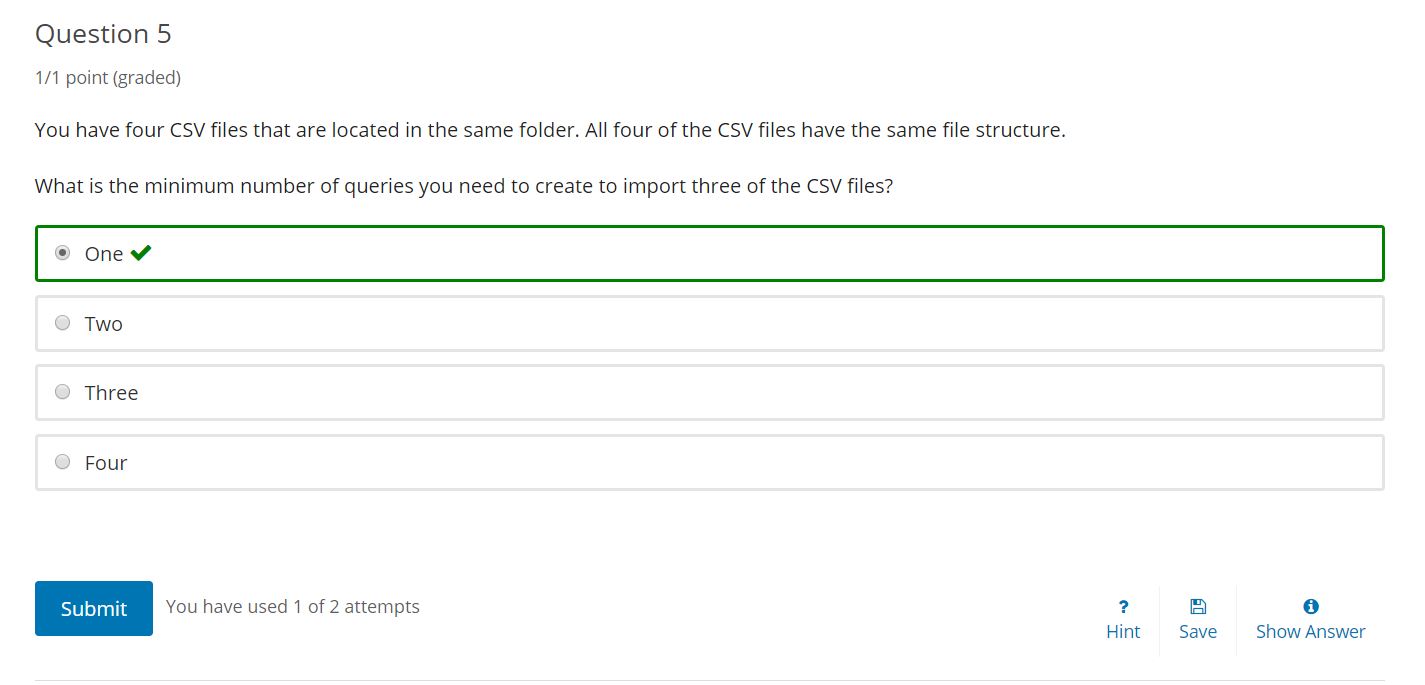 Question 5
1/1 point (graded)
You have four CSV files that are located in the same folder. All four of the CSV files have the same file structure.
What is the minimum number of queries you need to create to import three of the CSV files?
One
Two
Three
Four
Submit
You have used 1 of 2 attempts
Hint
Save
Show Answer